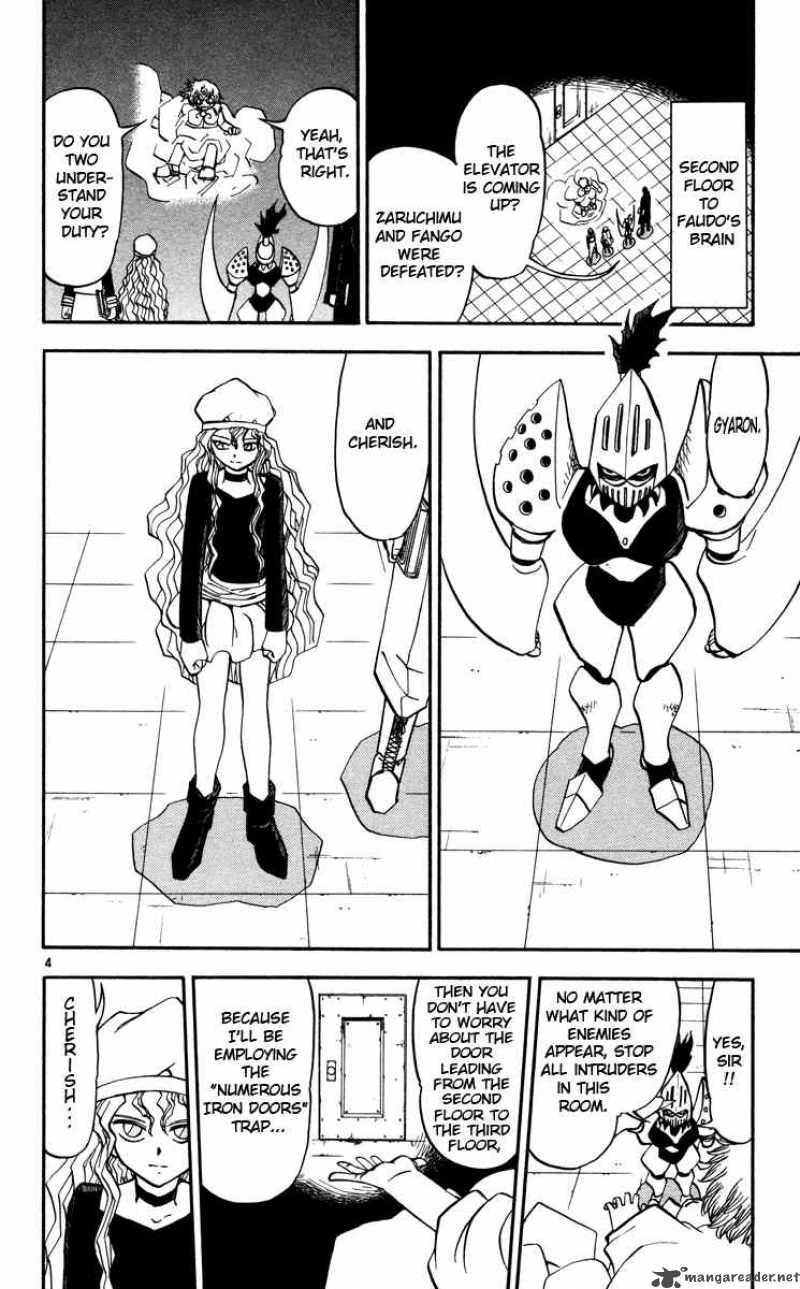 SECOND
FLOOR TO
FAUDO'S
BRAIN
THE
ELEVATOR
IS COMING
UP?
ZARUCHIMU
AND FANGO
WERE
DEFEATED?
YEAH,
THAT'S
RIGHT.
DO YOU
TWO
UNDER-
STAND
YOUR
DUTY?
GYARON.
AND
CHERISH.
YES,
SIR
!!
NO MATTER
WHAT KIND OF
ENEMIES
APPEAR, STOP
ALL INTRUDERS
IN THIS
ROOM.
THEN YOU
DON'T HAVE
TO WORRY
ABOUT THE
DOOR
LEADING
FROM THE
SECOND
FLOOR TO
THE THIRD
FLOOR,
BECAUSE
I'LL BE
EMPLOYING
THE
"NUMEROUS
IRON DOORS"
TRAP...
CHERISH...
4
mangareader.net